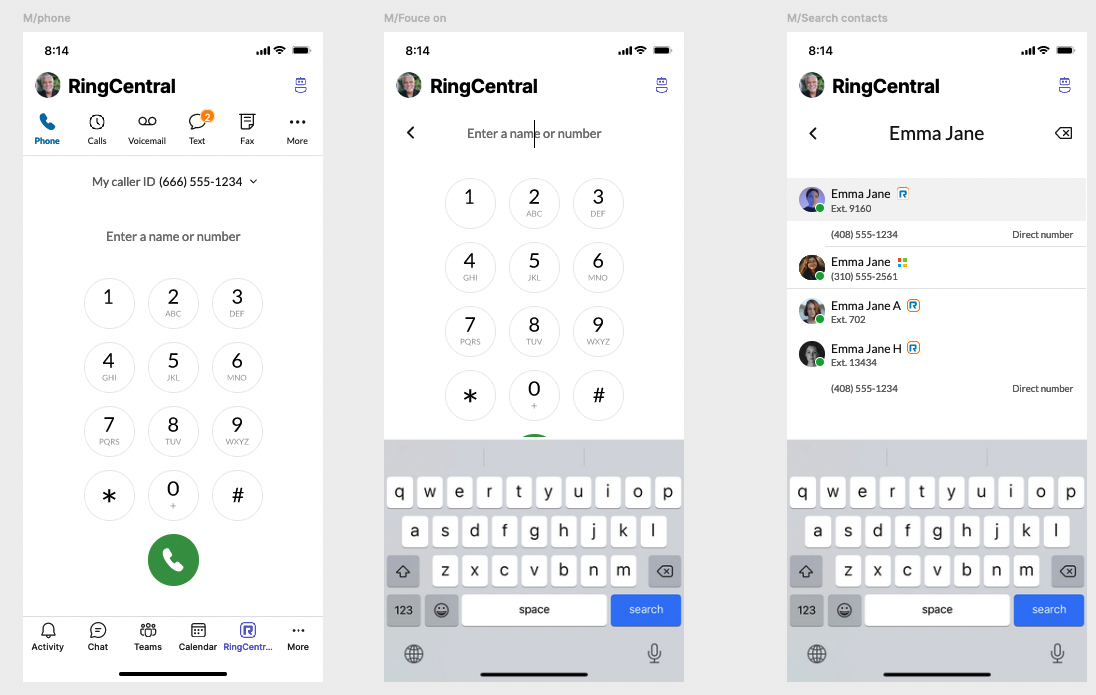 M/phone
8:14
RingCentral
2
Phone Calls Voicemail Text Fax More
My caller ID (666) 555-1234
Enter a name or number
1 2 3
ABC DEF
4 5 6
GHI JKL MNO
7 8 9
PQRS TUV WXYZ
* 0 #
+
Activity Chat Teams Calendar RingCentr... More
M/Fouce on
8:14
RingCentral
Enter a name or number
1 2 3
ABC DEF
4 5 6
GHI JKL MNO
7 8 9
PQRS TUV WXYZ
* 0 #
+
q w e r t y u i o p
a s d f g h j k l
z x c v b n m
123 space search
M/Search contacts
8:14
RingCentral
Emma Jane
Emma Jane R
Ext. 9160
(408) 555-1234 Direct number
Emma Jane
(310) 555-2561
Emma Jane A R
Ext. 702
Emma Jane H R
Ext. 13434
(408) 555-1234 Direct number
q w e r t y u i o p
a s d f g h j k l
z x c v b n m
123 space search